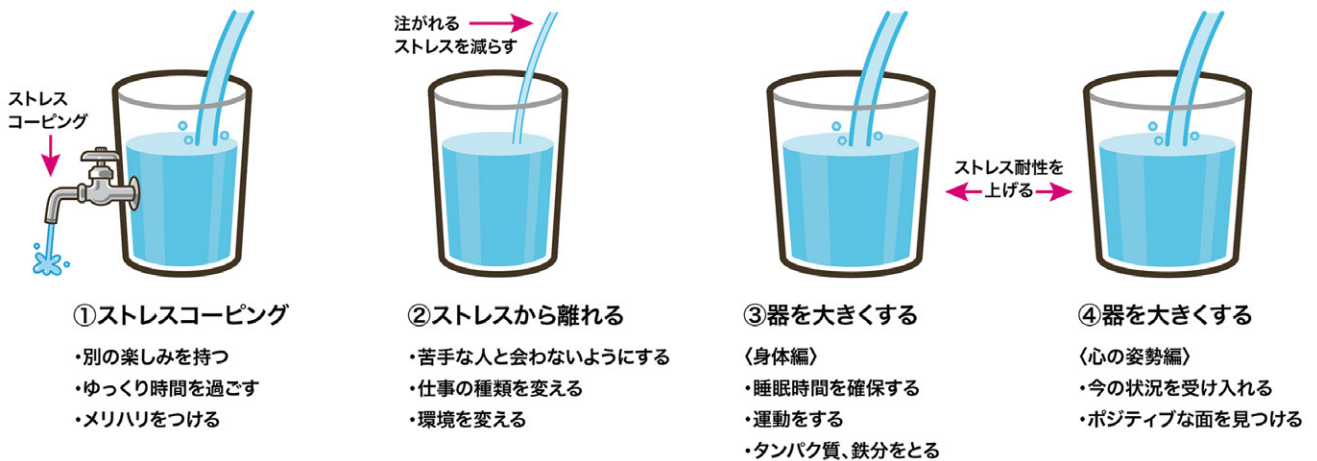 ストレス
コーピング
注がれる
ストレスを減らす
ストレス耐性を
上げる
①ストレスコーピング
・別の楽しみを持つ
・ゆっくり時間を過ごす
・メリハリをつける
②ストレスから離れる
・苦手な人と会わないようにする
・仕事の種類を変える
・環境を変える
③器を大きくする
〈身体編〉
・睡眠時間を確保する
・運動をする
・タンパク質、鉄分をとる
④器を大きくする
〈心の姿勢編〉
・今の状況を受け入れる
・ポジティブな面を見つける